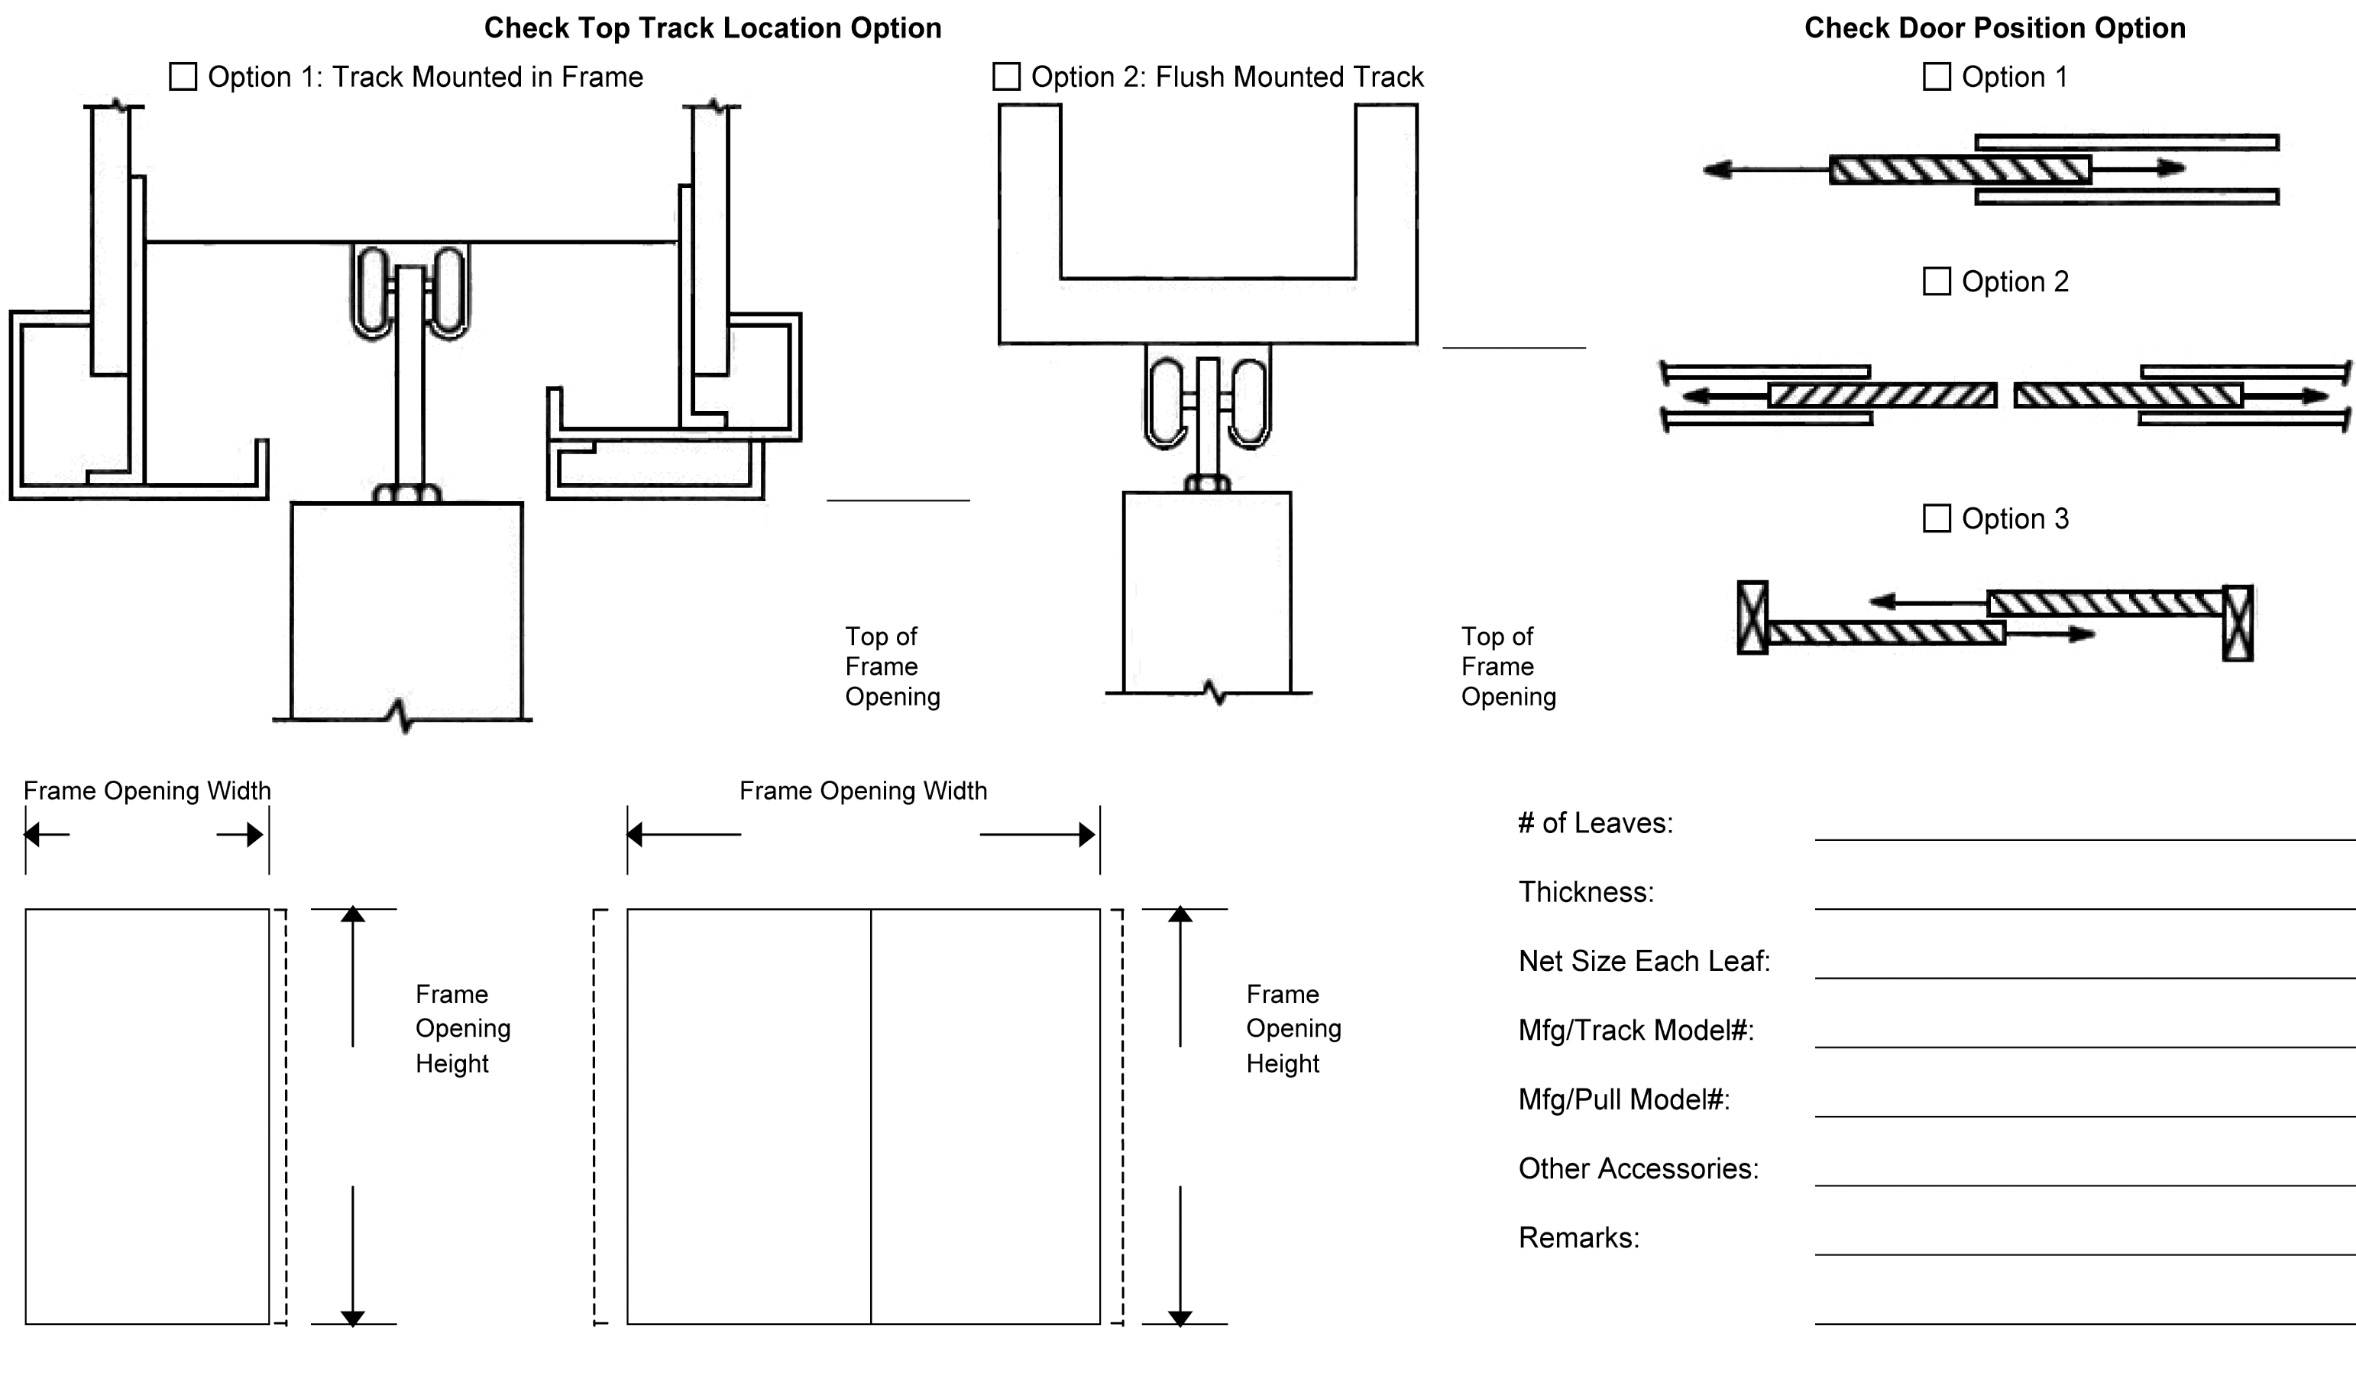 Check Top Track Location Option
Check Door Position Option
Option 1: Track Mounted in Frame
Option 2: Flush Mounted Track
Option 1
Option 2
Option 3
Top of
Frame
Opening
Top of
Frame
Opening
Frame Opening Width
Frame Opening Width
Frame
Opening
Height
Frame
Opening
Height
# of Leaves:
Thickness:
Net Size Each Leaf:
Mfg/Track Model#:
Mfg/Pull Model#:
Other Accessories:
Remarks: